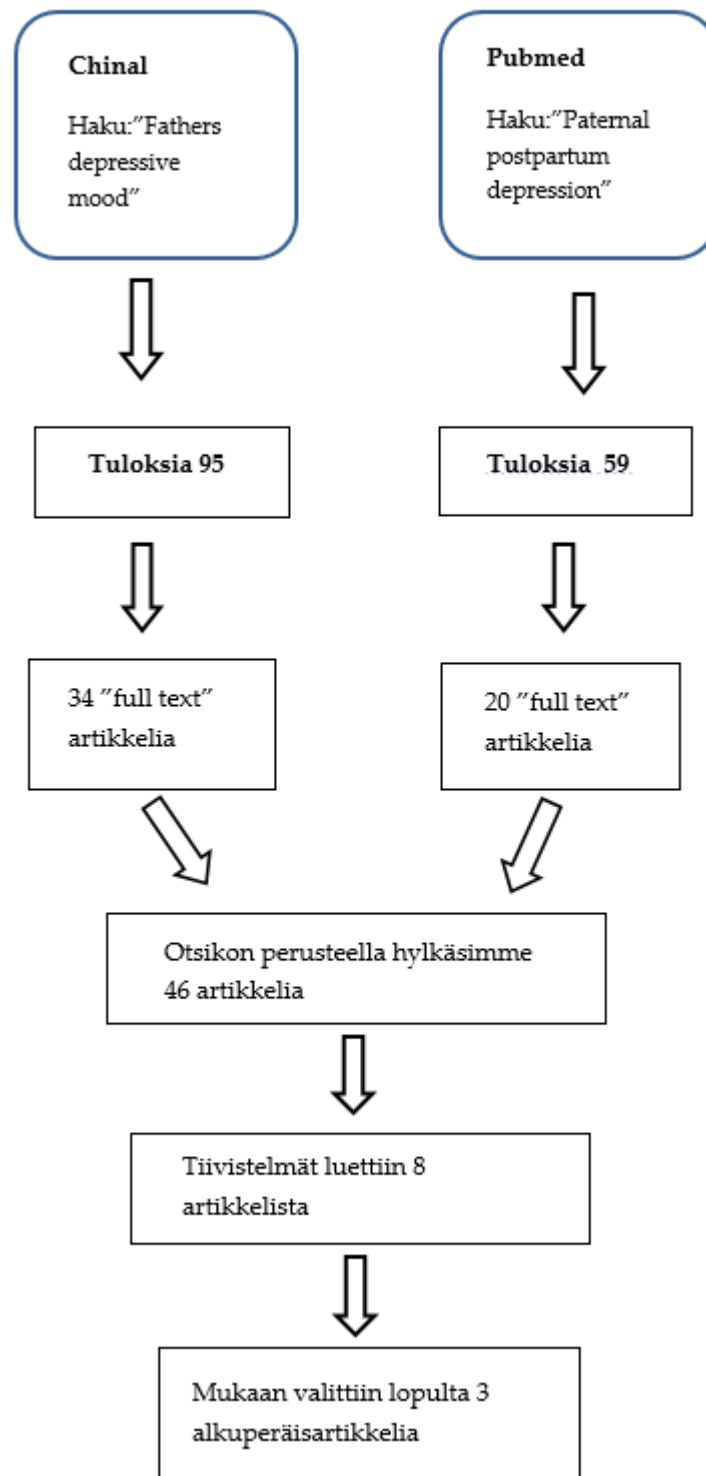 Chinal
Haku:”Fathers
depressive
mood”
Pubmed
Haku:”Paternal
postpartum
depression”
Tuloksia 95
Tuloksia  59
34 ”full text”
artikkelia
20 ”full text”
artikkelia
Otsikon perusteella hylkäsimme
46 artikkelia
Tiivistelmät luettiin 8
artikkelista
Mukaan valittiin lopulta 3
alkuperäisartikkelia